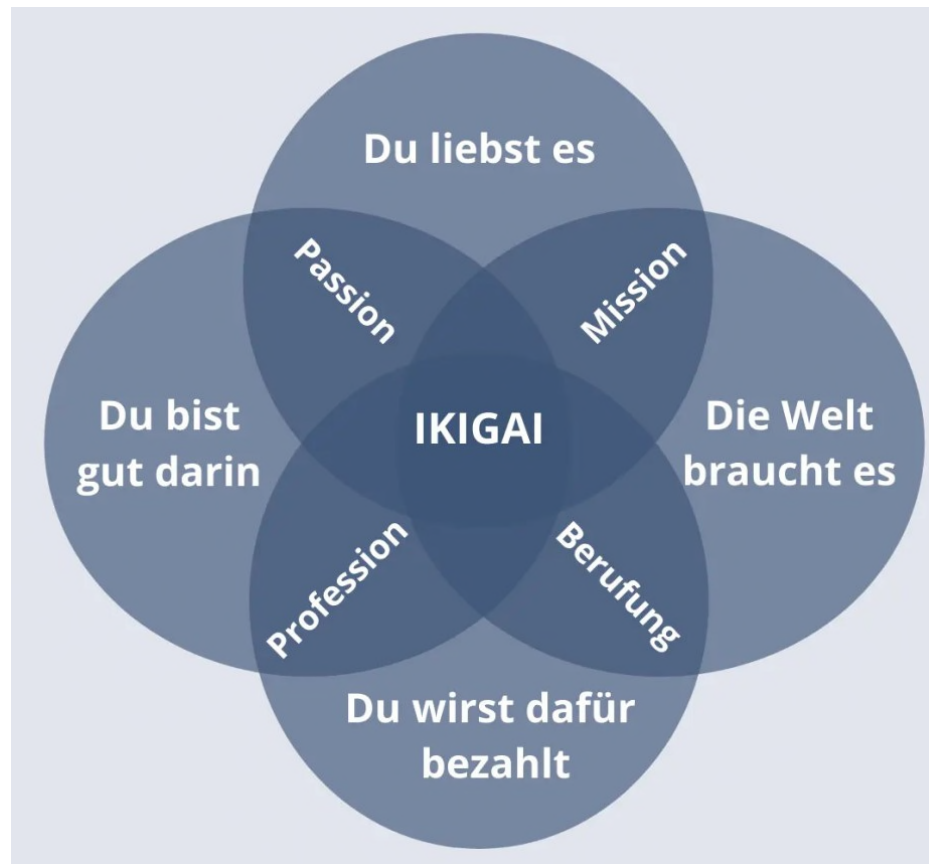 Du liebst es
Passion
Mission
Du bist
gut darin
IKIGAI
Die Welt
braucht es
Profession
Berufung
Du wirst dafür
bezahlt